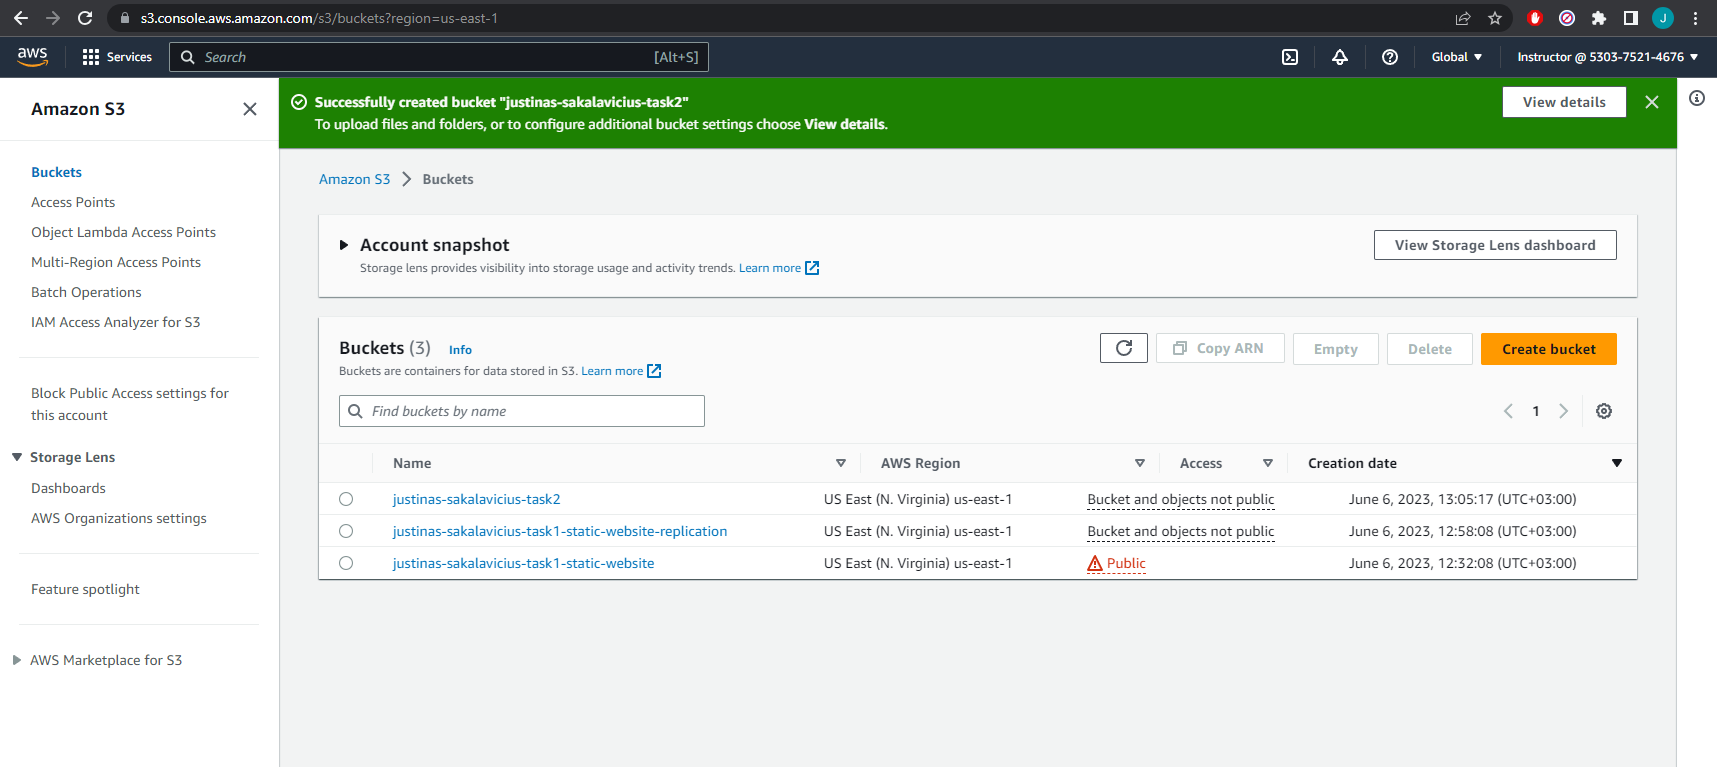 s3.console.aws.amazon.com/s3/buckets?region=us-east-1
J
aws
Services
Search
[Alt+S]
Global
Instructor @ 5303-7521-4676
Amazon S3
Buckets
Access Points
Object Lambda Access Points
Multi-Region Access Points
Batch Operations
IAM Access Analyzer for S3
Block Public Access settings for
this account
Storage Lens
Dashboards
AWS Organizations settings
Feature spotlight
AWS Marketplace for S3
Successfully created bucket "justinas-sakalavicius-task2"
To upload files and folders, or to configure additional bucket settings choose View details.
View details
Amazon S3 > Buckets
Account snapshot
Storage lens provides visibility into storage usage and activity trends. Learn more
View Storage Lens dashboard
Buckets (3) Info
Buckets are containers for data stored in S3. Learn more
Copy ARN
Empty
Delete
Create bucket
Find buckets by name
1
Name AWS Region Access Creation date
justinas-sakalavicius-task2 US East (N. Virginia) us-east-1 Bucket and objects not public June 6, 2023, 13:05:17 (UTC+03:00)
justinas-sakalavicius-task1-static-website-replication US East (N. Virginia) us-east-1 Bucket and objects not public June 6, 2023, 12:58:08 (UTC+03:00)
justinas-sakalavicius-task1-static-website US East (N. Virginia) us-east-1 Public June 6, 2023, 12:32:08 (UTC+03:00)